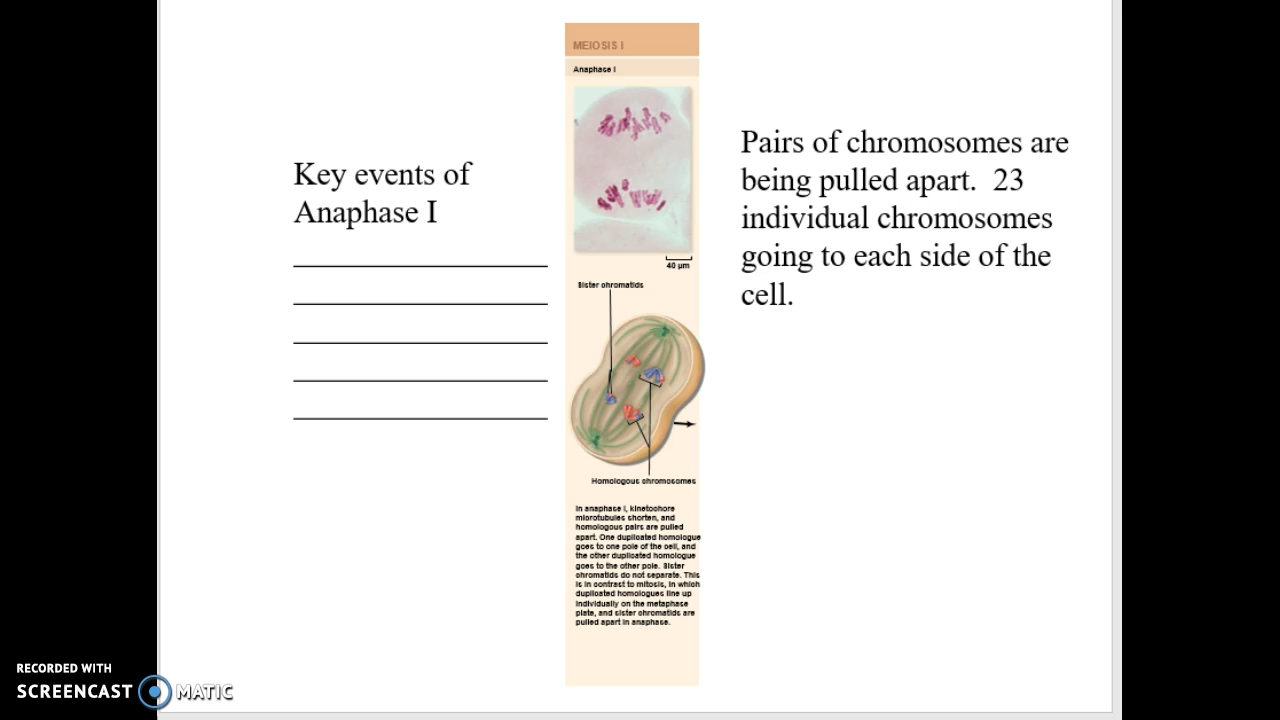 MEIOSIS I
Anaphase I
Key events of
Anaphase I
40 µm
Sister chromatids
Homologous chromosomes
In anaphase I, kinetochore
microtubules shorten, and
homologous pairs are pulled
apart. One duplicated homologue
goes to one pole of the cell, and
the other duplicated homologue
goes to the other pole. Sister
chromatids do not separate. This
is in contrast to mitosis, in which
duplicated homologues line up
individually on the metaphase
plate, and sister chromatids are
pulled apart in anaphase.
Pairs of chromosomes are
being pulled apart.  23
individual chromosomes
going to each side of the
cell.
RECORDED WITH
SCREENCAST MATIC